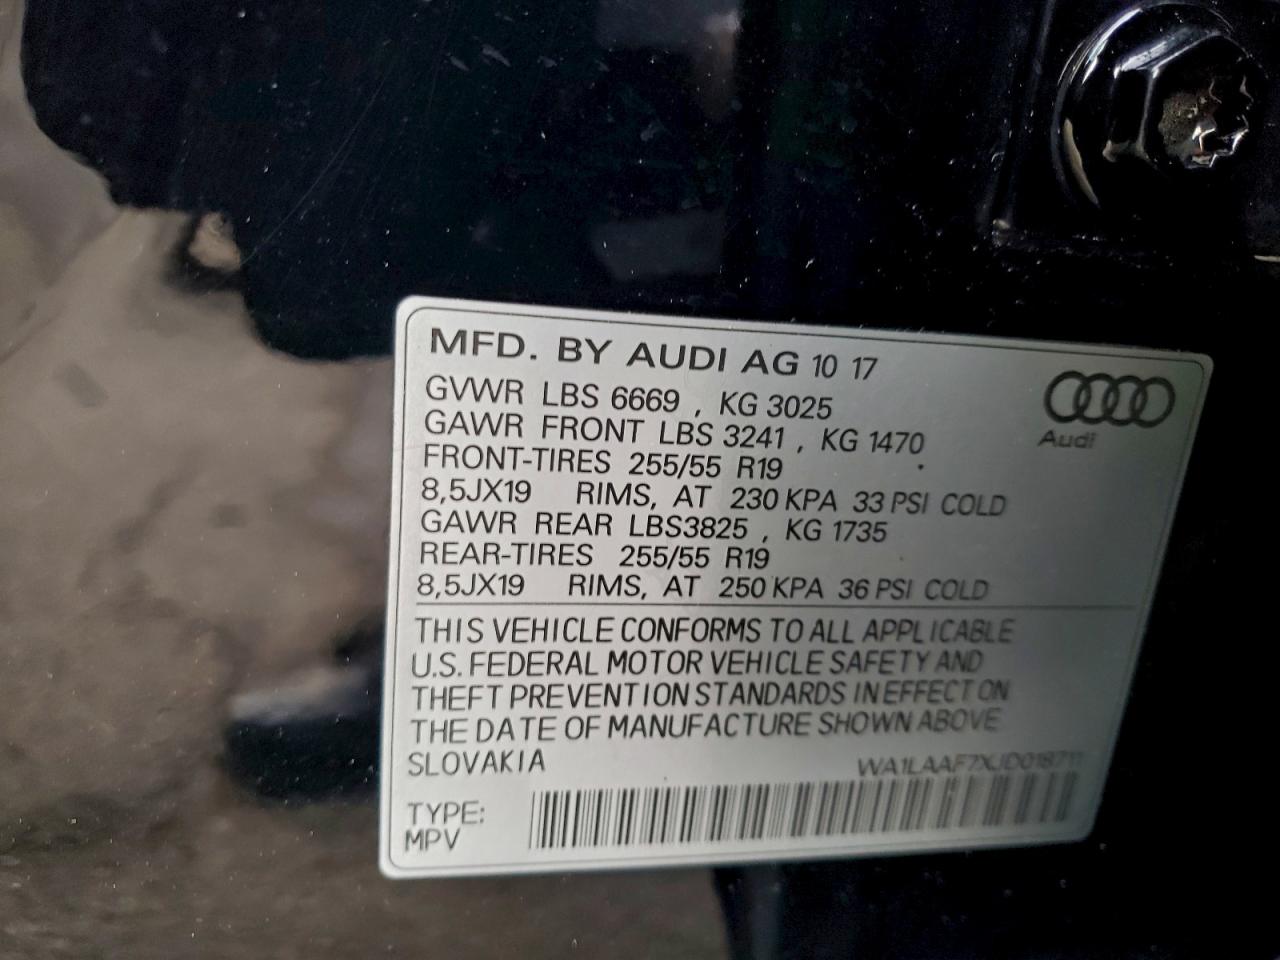 MFD. BY AUDI AG 10 17
GVWR LBS 6669 , KG 3025
GAWR FRONT LBS 3241 , KG 1470
FRONT-TIRES 255/55 R19
8,5JX19 RIMS, AT 230 KPA 33 PSI COLD
GAWR REAR LBS3825 , KG 1735
REAR-TIRES 255/55 R19
8,5JX19 RIMS, AT 250 KPA 36 PSI COLD
Audi
THIS VEHICLE CONFORMS TO ALL APPLICABLE
U.S. FEDERAL MOTOR VEHICLE SAFETY AND
THEFT PREVENTION STANDARDS IN EFFECT ON
THE DATE OF MANUFACTURE SHOWN ABOVE
SLOVAKIA
WA1LAAF7XJD018711
TYPE:
MPV